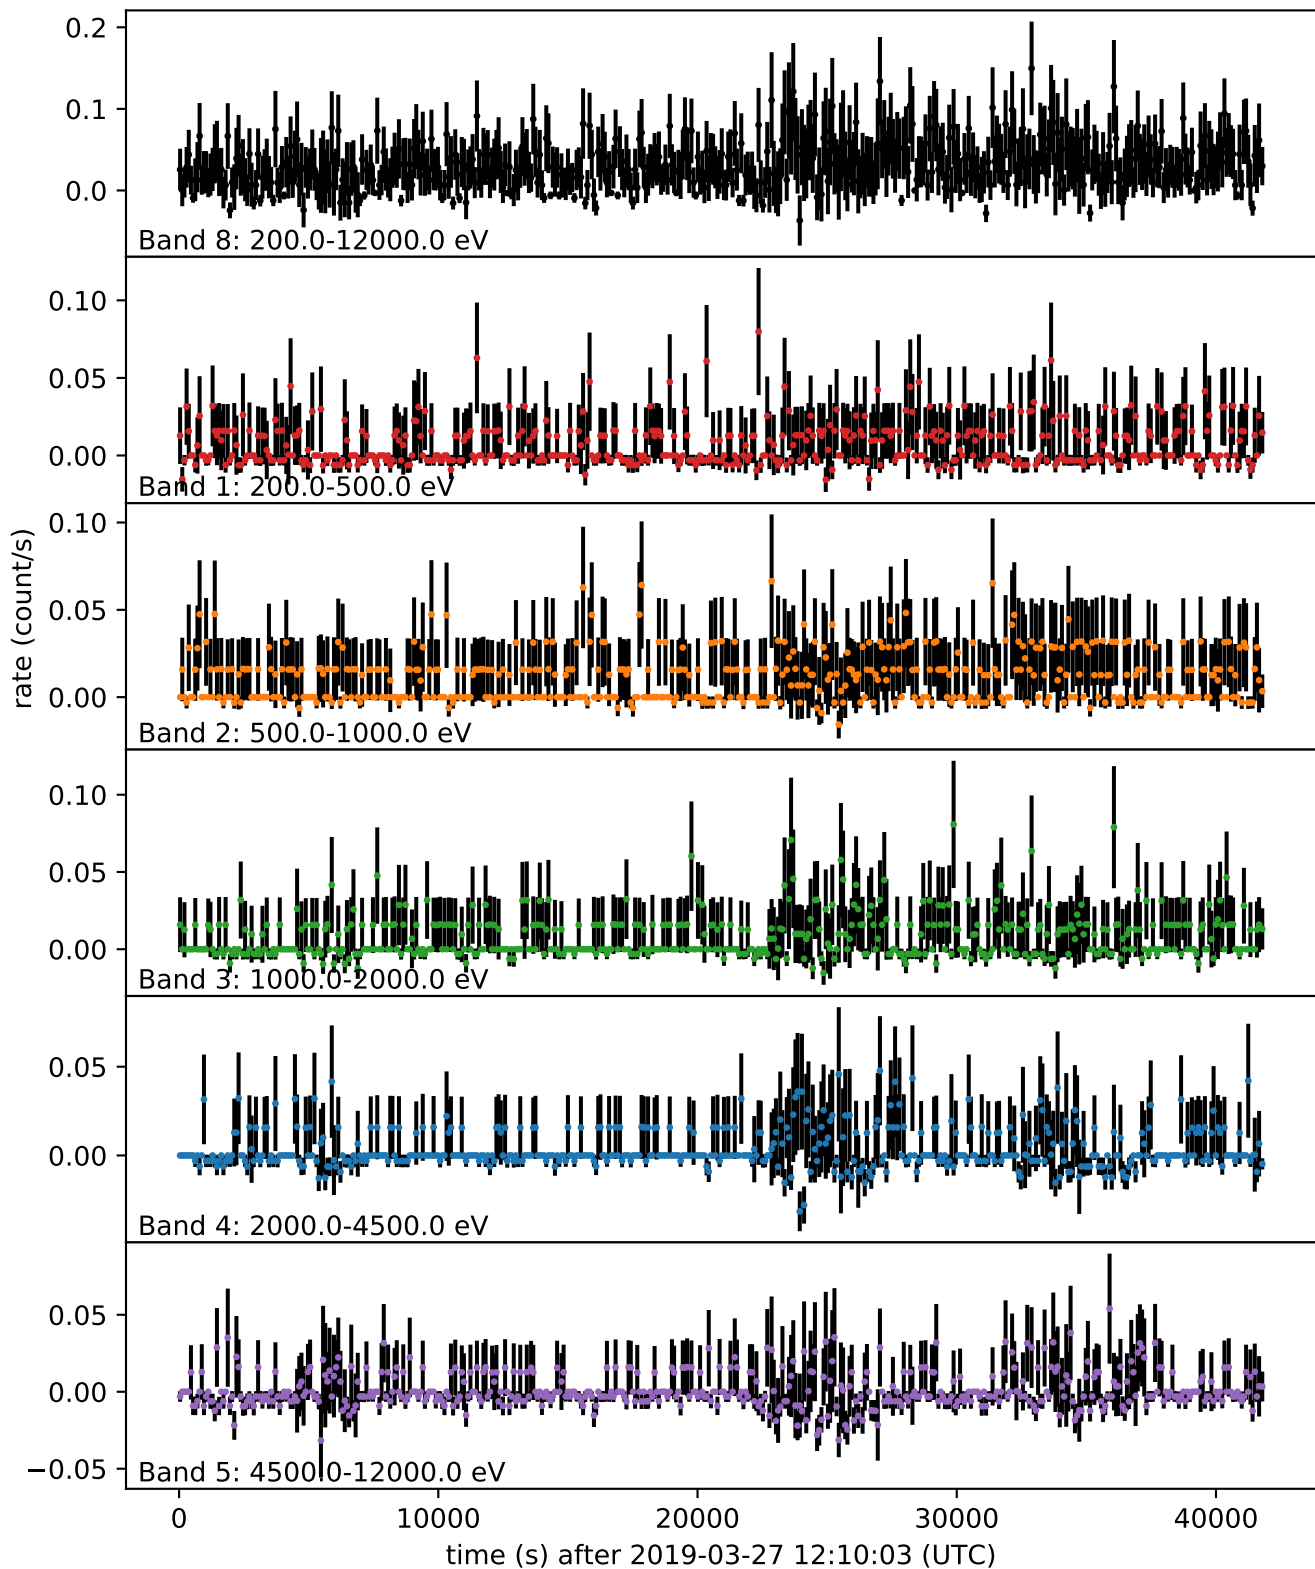 0.2
0.1
0.0
Band 8: 200.0-12000.0 eV
0.10
0.05
0.00
Band 1: 200.0-500.0 eV
rate (count/s)
0.10
0.05
0.00
Band 2: 500.0-1000.0 eV
0.10
0.05
0.00
Band 3: 1000.0-2000.0 eV
0.05
0.00
Band 4: 2000.0-4500.0 eV
0.05
0.00
−0.05
Band 5: 4500.0-12000.0 eV
0 10000 20000 30000 40000
time (s) after 2019-03-27 12:10:03 (UTC)